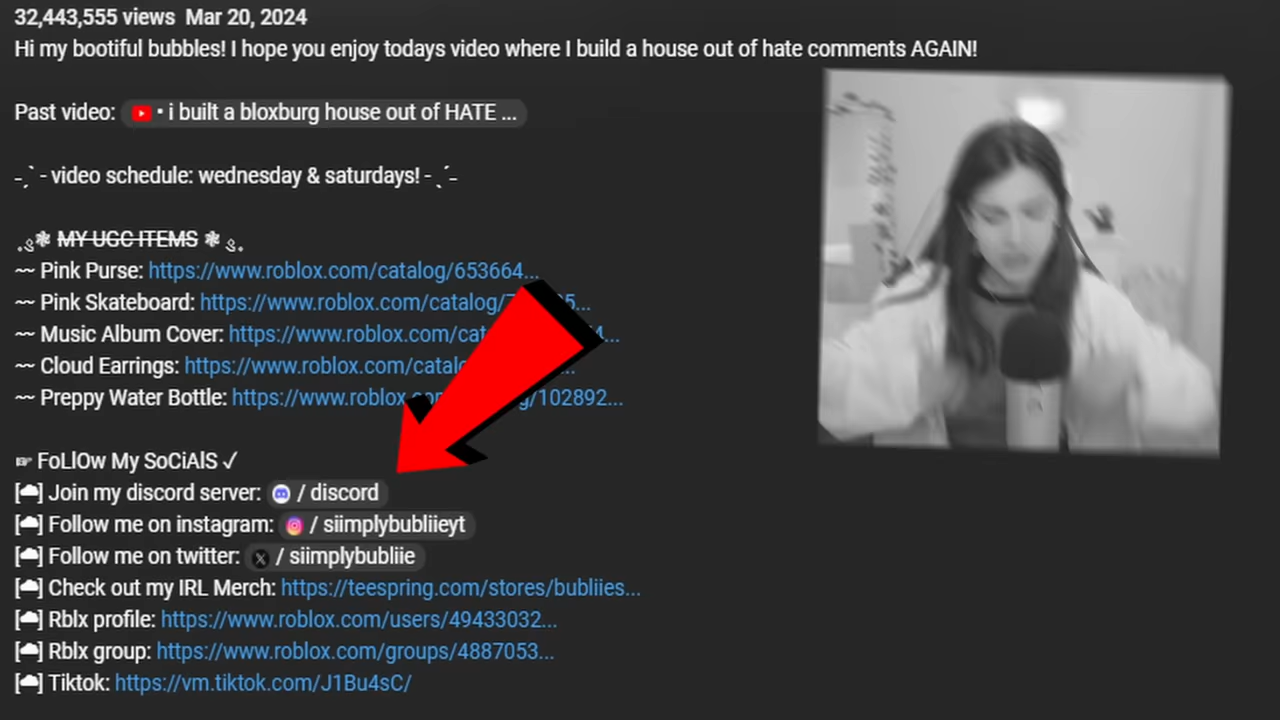 32,443,555 views Mar 20, 2024
Hi my bootiful bubbles! I hope you enjoy todays video where I build a house out of hate comments AGAIN!
Past video: • i built a bloxburg house out of HATE ...
-ˏˋ - video schedule: wednesday & saturdays! - ˎˊ-
MY UGC ITEMS
~~ Pink Purse: https://www.roblox.com/catalog/653664...
~~ Pink Skateboard: https://www.roblox.com/catalog/
~~ Music Album Cover: https://www.roblox.com/
~~ Cloud Earrings: https://www.roblox.com/
~~ Preppy Water Bottle: https://www.roblox /102892...
☞ FoLlOw My SoCiAlS ✓
[☁] Join my discord server: / discord
[☁] Follow me on instagram: / siimplybubliieyt
[☁] Follow me on twitter: / siimplybubliie
[☁] Check out my IRL Merch: https://teespring.com/stores/bubliies...
[☁] Rblx profile: https://www.roblox.com/users/49433032...
[☁] Rblx group: https://www.roblox.com/groups/4887053...
[☁] Tiktok: https://vm.tiktok.com/J1Bu4sC/